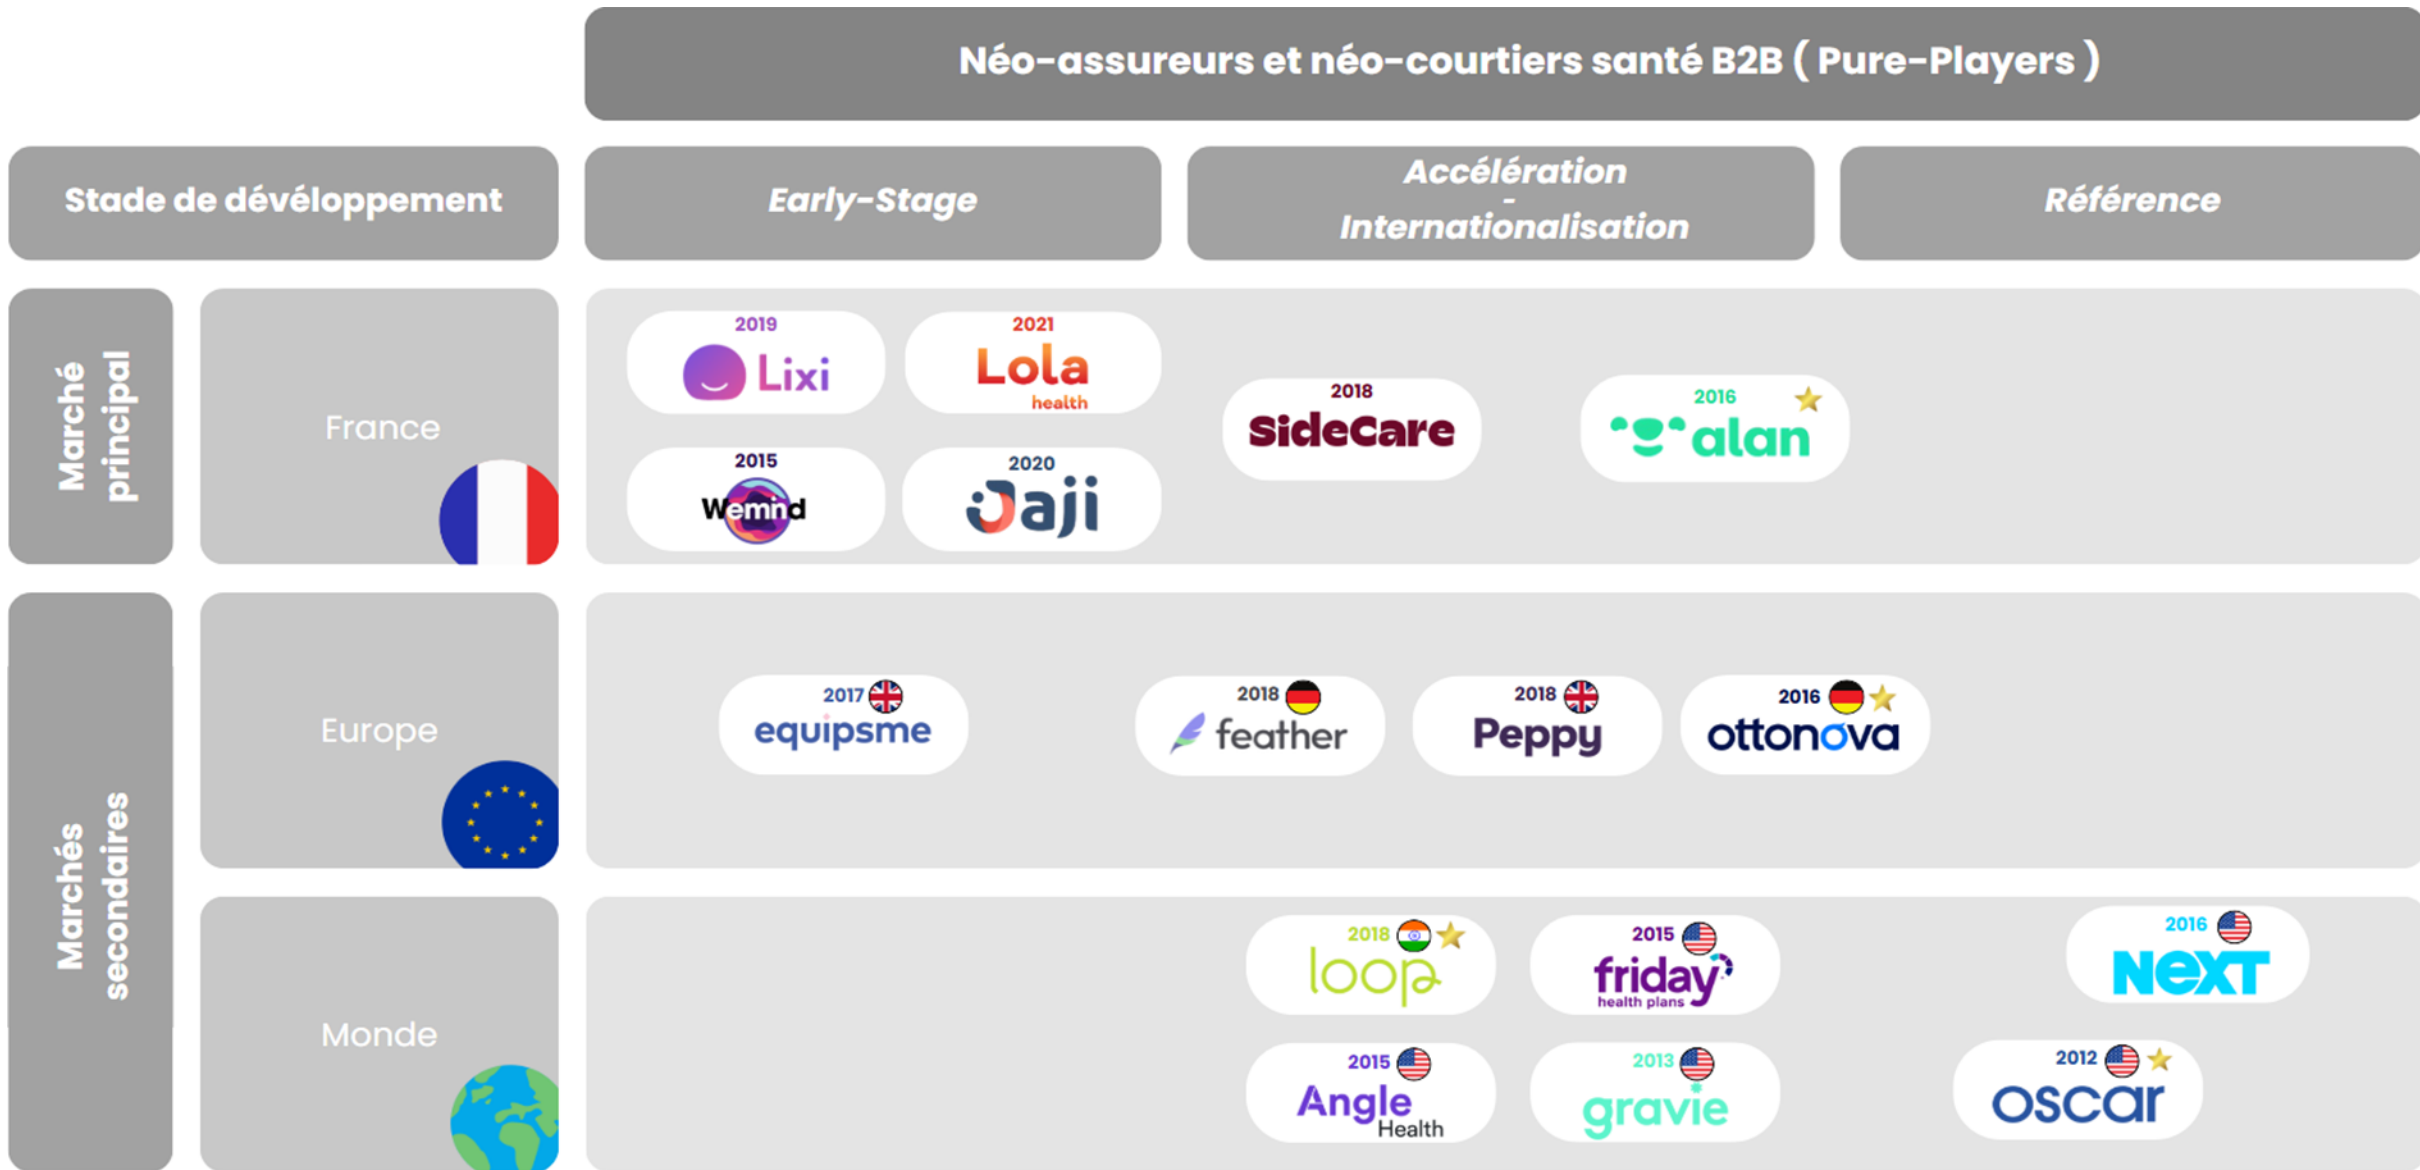 Néo-assureurs et néo-courtiers santé B2B ( Pure-Players )
Stade de dévéloppement
Early-Stage
Accélération
-
Internationalisation
Référence
Marché
principal
France
2019
Lixi
2021
Lola
health
2015
Wemind
2020
Jaji
2018
SideCare
2016
alan
Marchés
secondaires
Europe
2017
equipsme
2018
feather
2018
Peppy
2016
ottonova
Monde
2018
loop
2015
friday
health plans
2016
NEXT
2015
Angle
Health
2013
gravie
2012
oscar